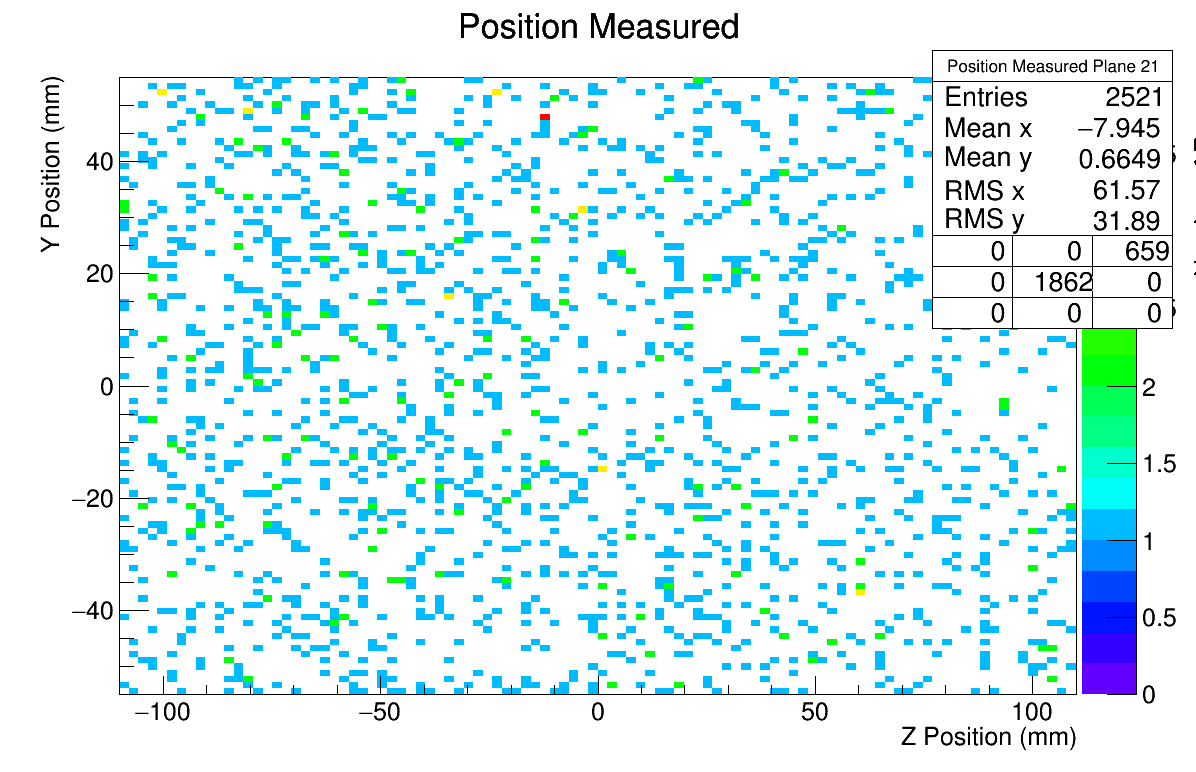 Position Measured
Position Measured Plane 21
Entries 2521
Mean x −7.945
Mean y 0.6649
RMS x 61.57
RMS y 31.89
0 0 659
0 1862 0
0 0 0
Y Position (mm)
40
20
0
−20
−40
2
1.5
1
0.5
0
−100 −50 0 50 100
Z Position (mm)